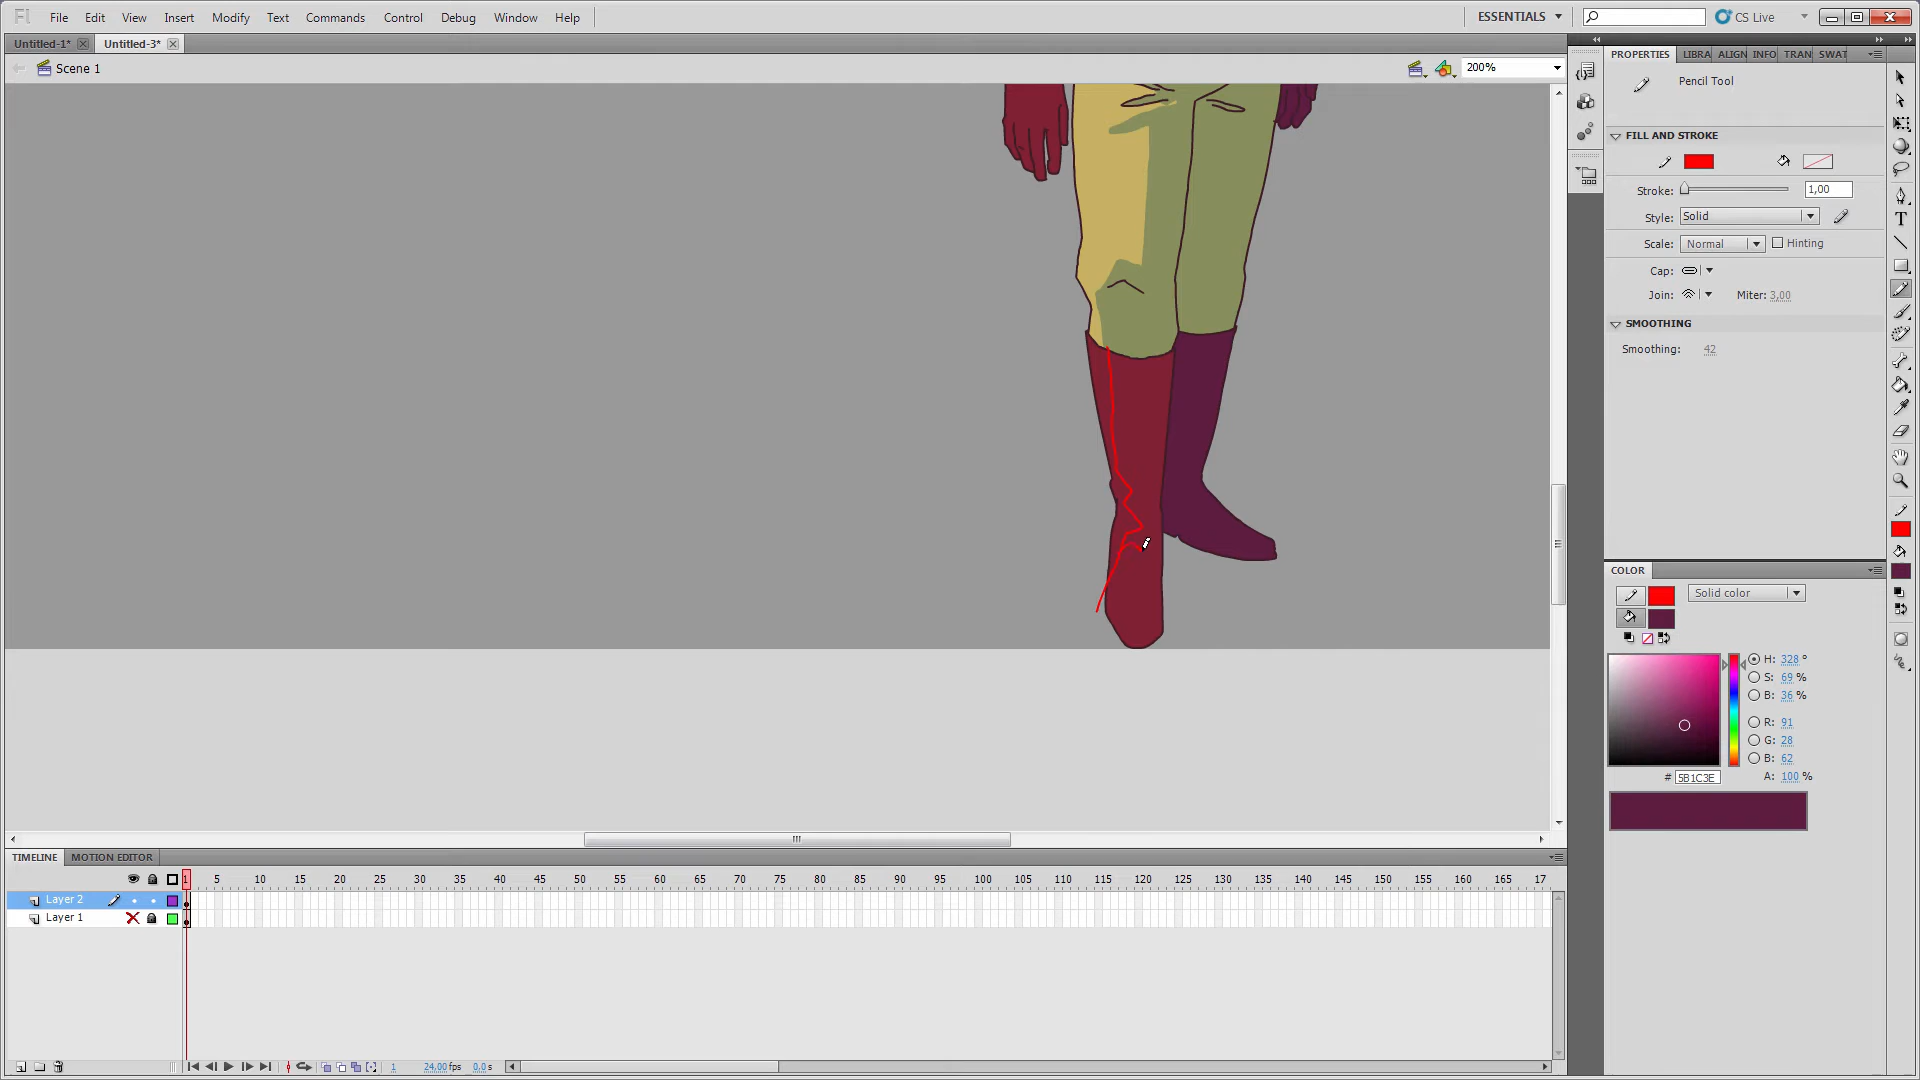 Fl File Edit View Insert Modify Text Commands Control Debug Window Help ESSENTIALS CS Live
Untitled-1* Untitled-3*
Scene 1 200%
PROPERTIES LIBRA ALIGN INFO TRAN SWAT
Pencil Tool
FILL AND STROKE
Stroke: 1,00
Style: Solid
Scale: Normal Hinting
Cap:
Join: Miter: 3,00
SMOOTHING
Smoothing: 42
COLOR
Solid color
H: 328 °
S: 69 %
B: 36 %
R: 91
G: 28
B: 62
# 5B1C3E A: 100 %
TIMELINE MOTION EDITOR
1 5 10 15 20 25 30 35 40 45 50 55 60 65 70 75 80 85 90 95 100 105 110 115 120 125 130 135 140 145 150 155 160 165 17
Layer 2
Layer 1
1 24,00 fps 0,0 s